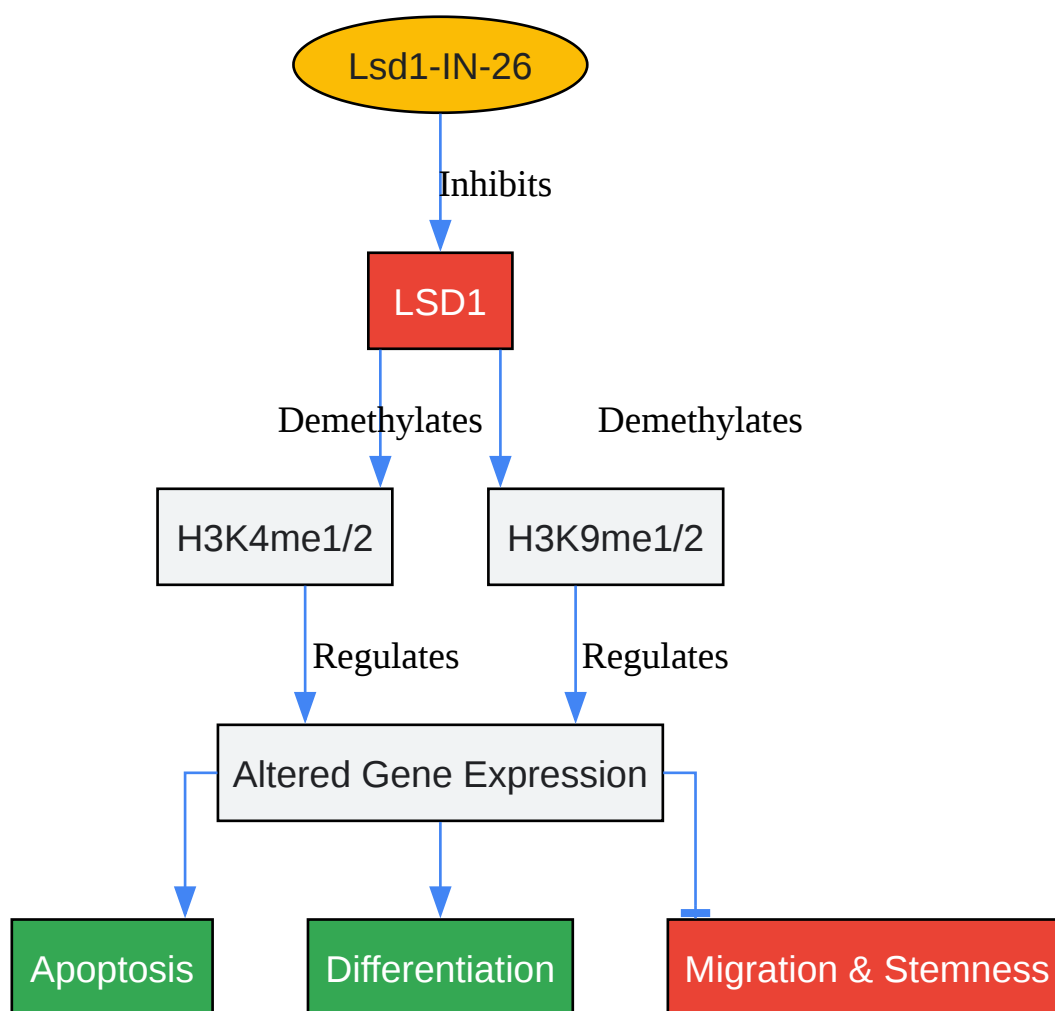 Lsd1-IN-26
Inhibits
LSD1
Demethylates
Demethylates
H3K4me1/2
H3K9me1/2
Regulates
Regulates
Altered Gene Expression
Apoptosis
Differentiation
Migration & Stemness